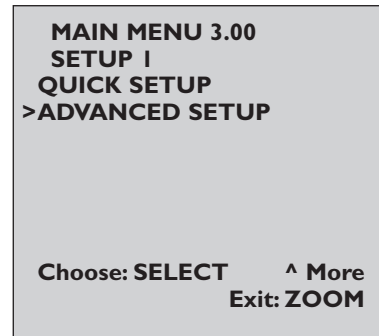 MAIN MENU 3.00
SETUP 1
QUICK SETUP
>ADVANCED SETUP
Choose: SELECT ^ More
Exit: ZOOM